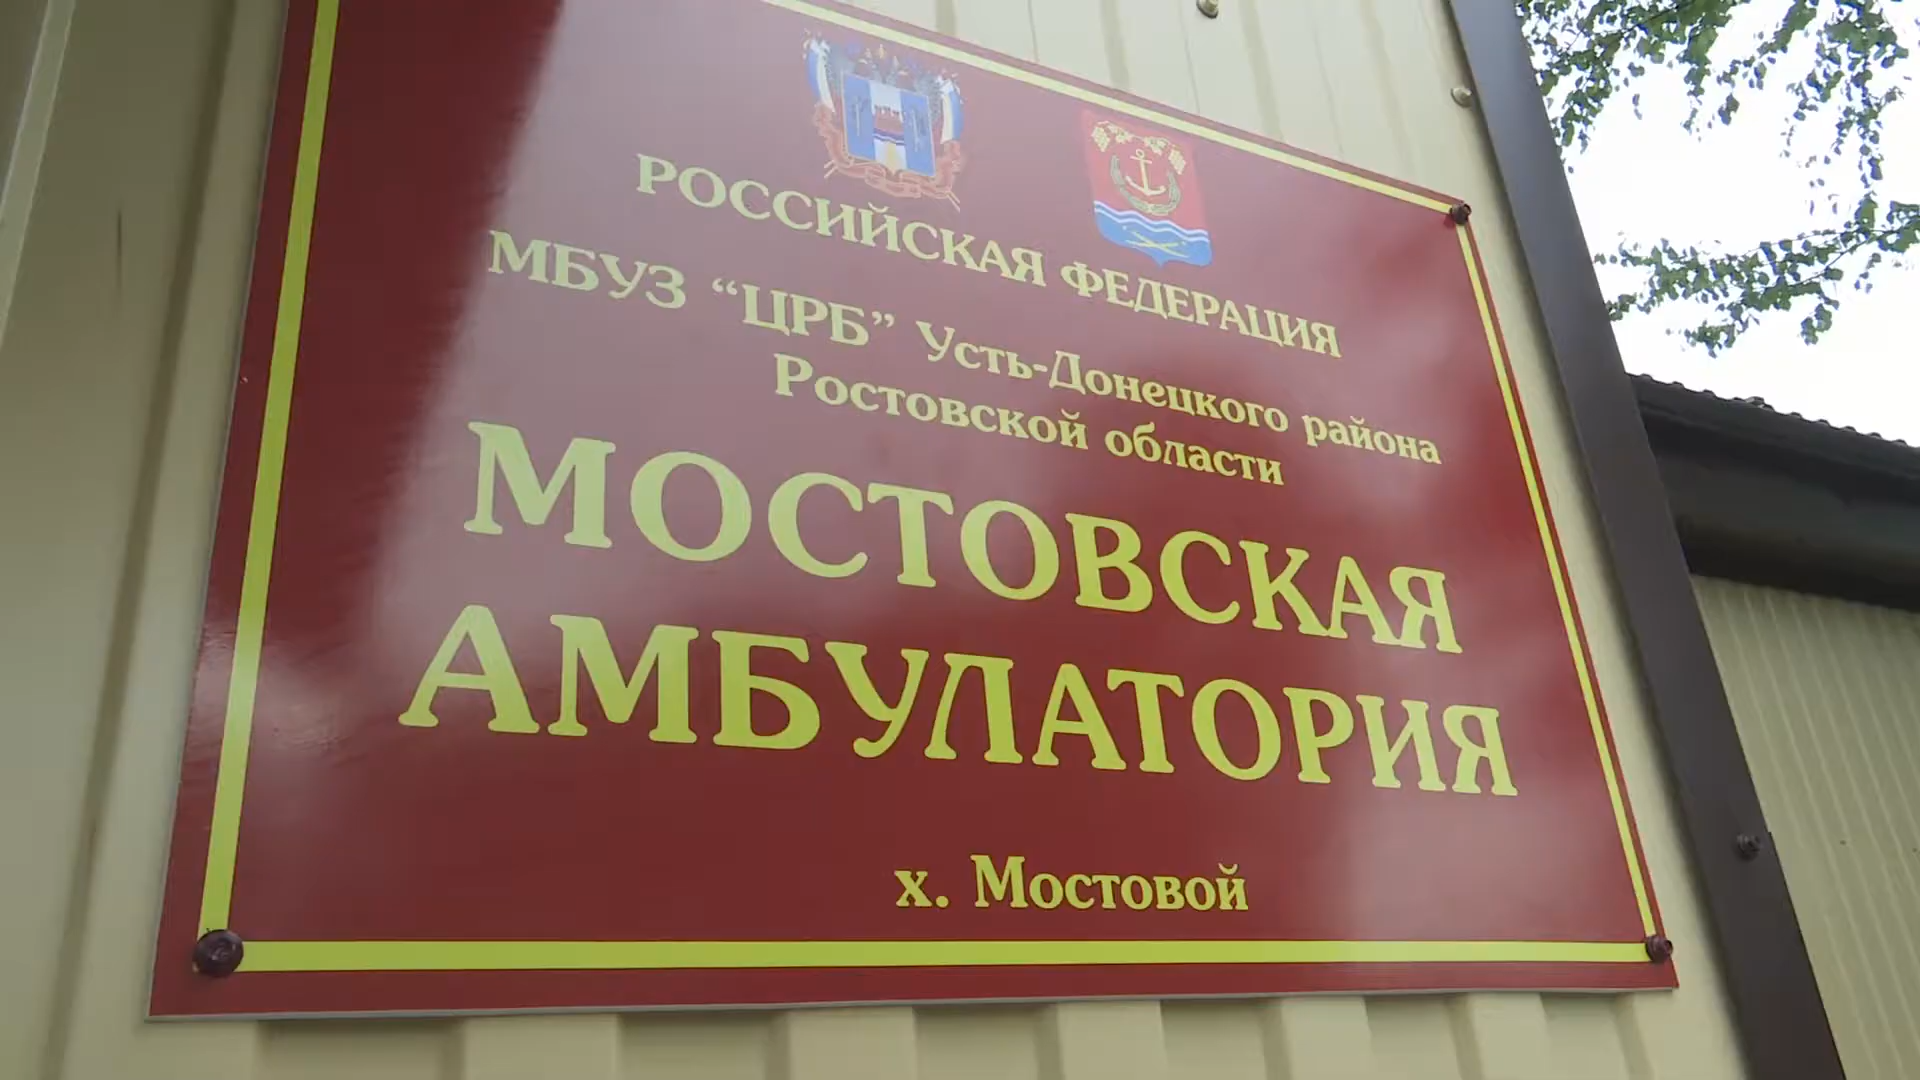 РОССИЙСКАЯ ФЕДЕРАЦИЯ
МБУЗ “ЦРБ” Усть-Донецкого района
Ростовской области
МОСТОВСКАЯ
АМБУЛАТОРИЯ
х. Мостовой